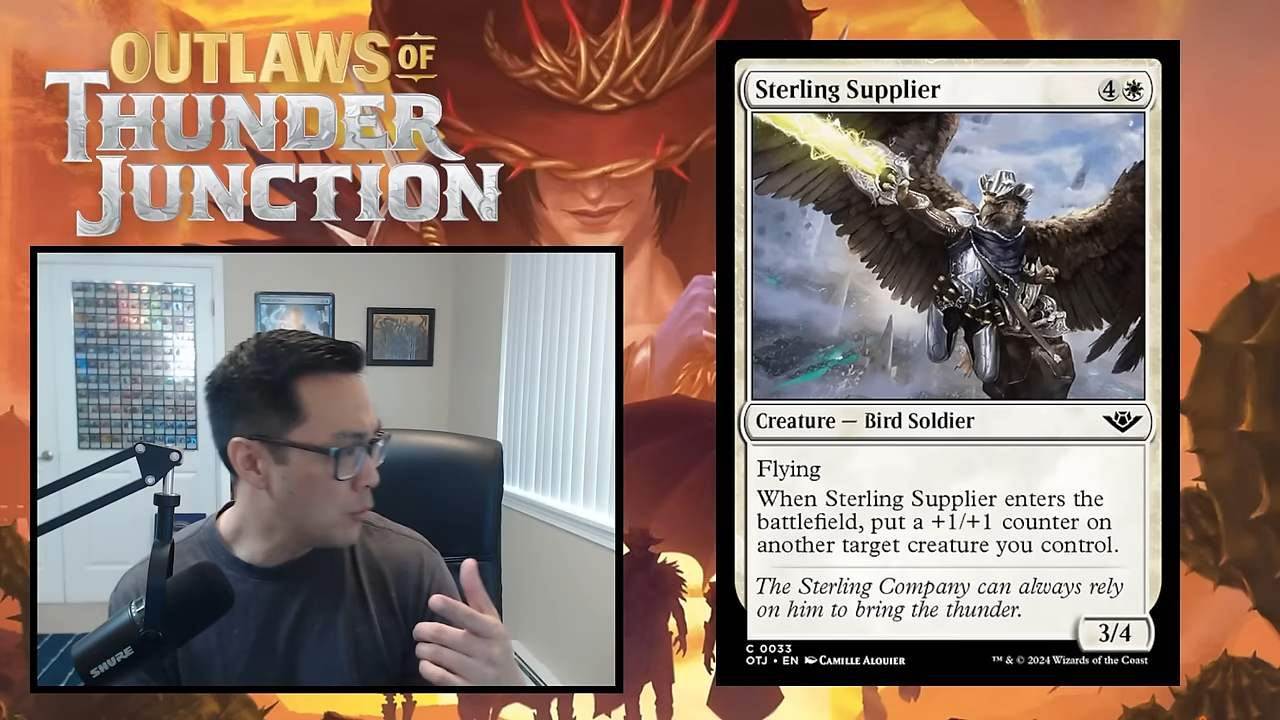 OUTLAWS OF
THUNDER
JUNCTION
SHURE
Sterling Supplier 4
Creature — Bird Soldier
Flying
When Sterling Supplier enters the
battlefield, put a +1/+1 counter on
another target creature you control.
The Sterling Company can always rely
on him to bring the thunder.
3/4
C 0033
OTJ • EN CAMILLE ALOUIER
™ & © 2024 Wizards of the Coast